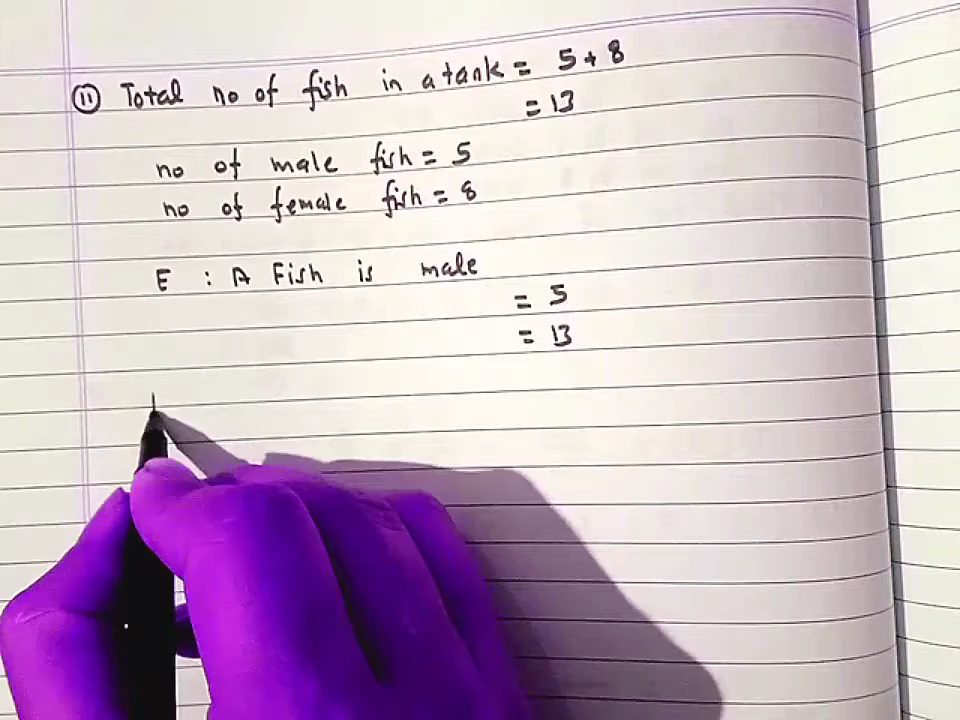 11 Total no of fish in a tank = 5 + 8
= 13
no of male fish = 5
no of female fish = 8
E : A Fish is male
= 5
= 13